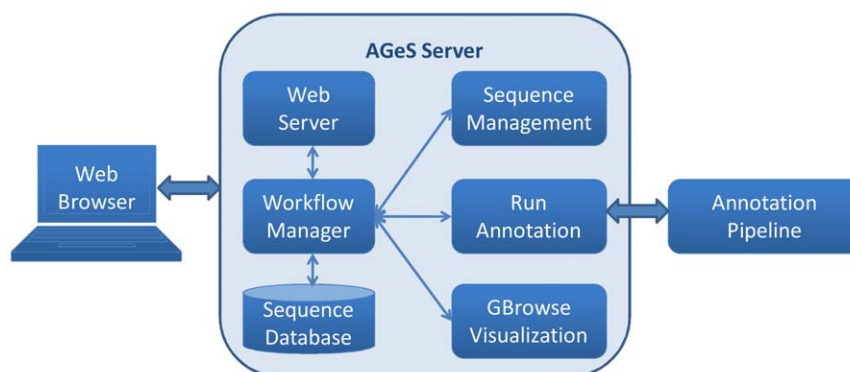 AGeS Server
Web
Server
Sequence
Management
Web
Browser
Workflow
Manager
Run
Annotation
Annotation
Pipeline
Sequence
Database
GBrowse
Visualization